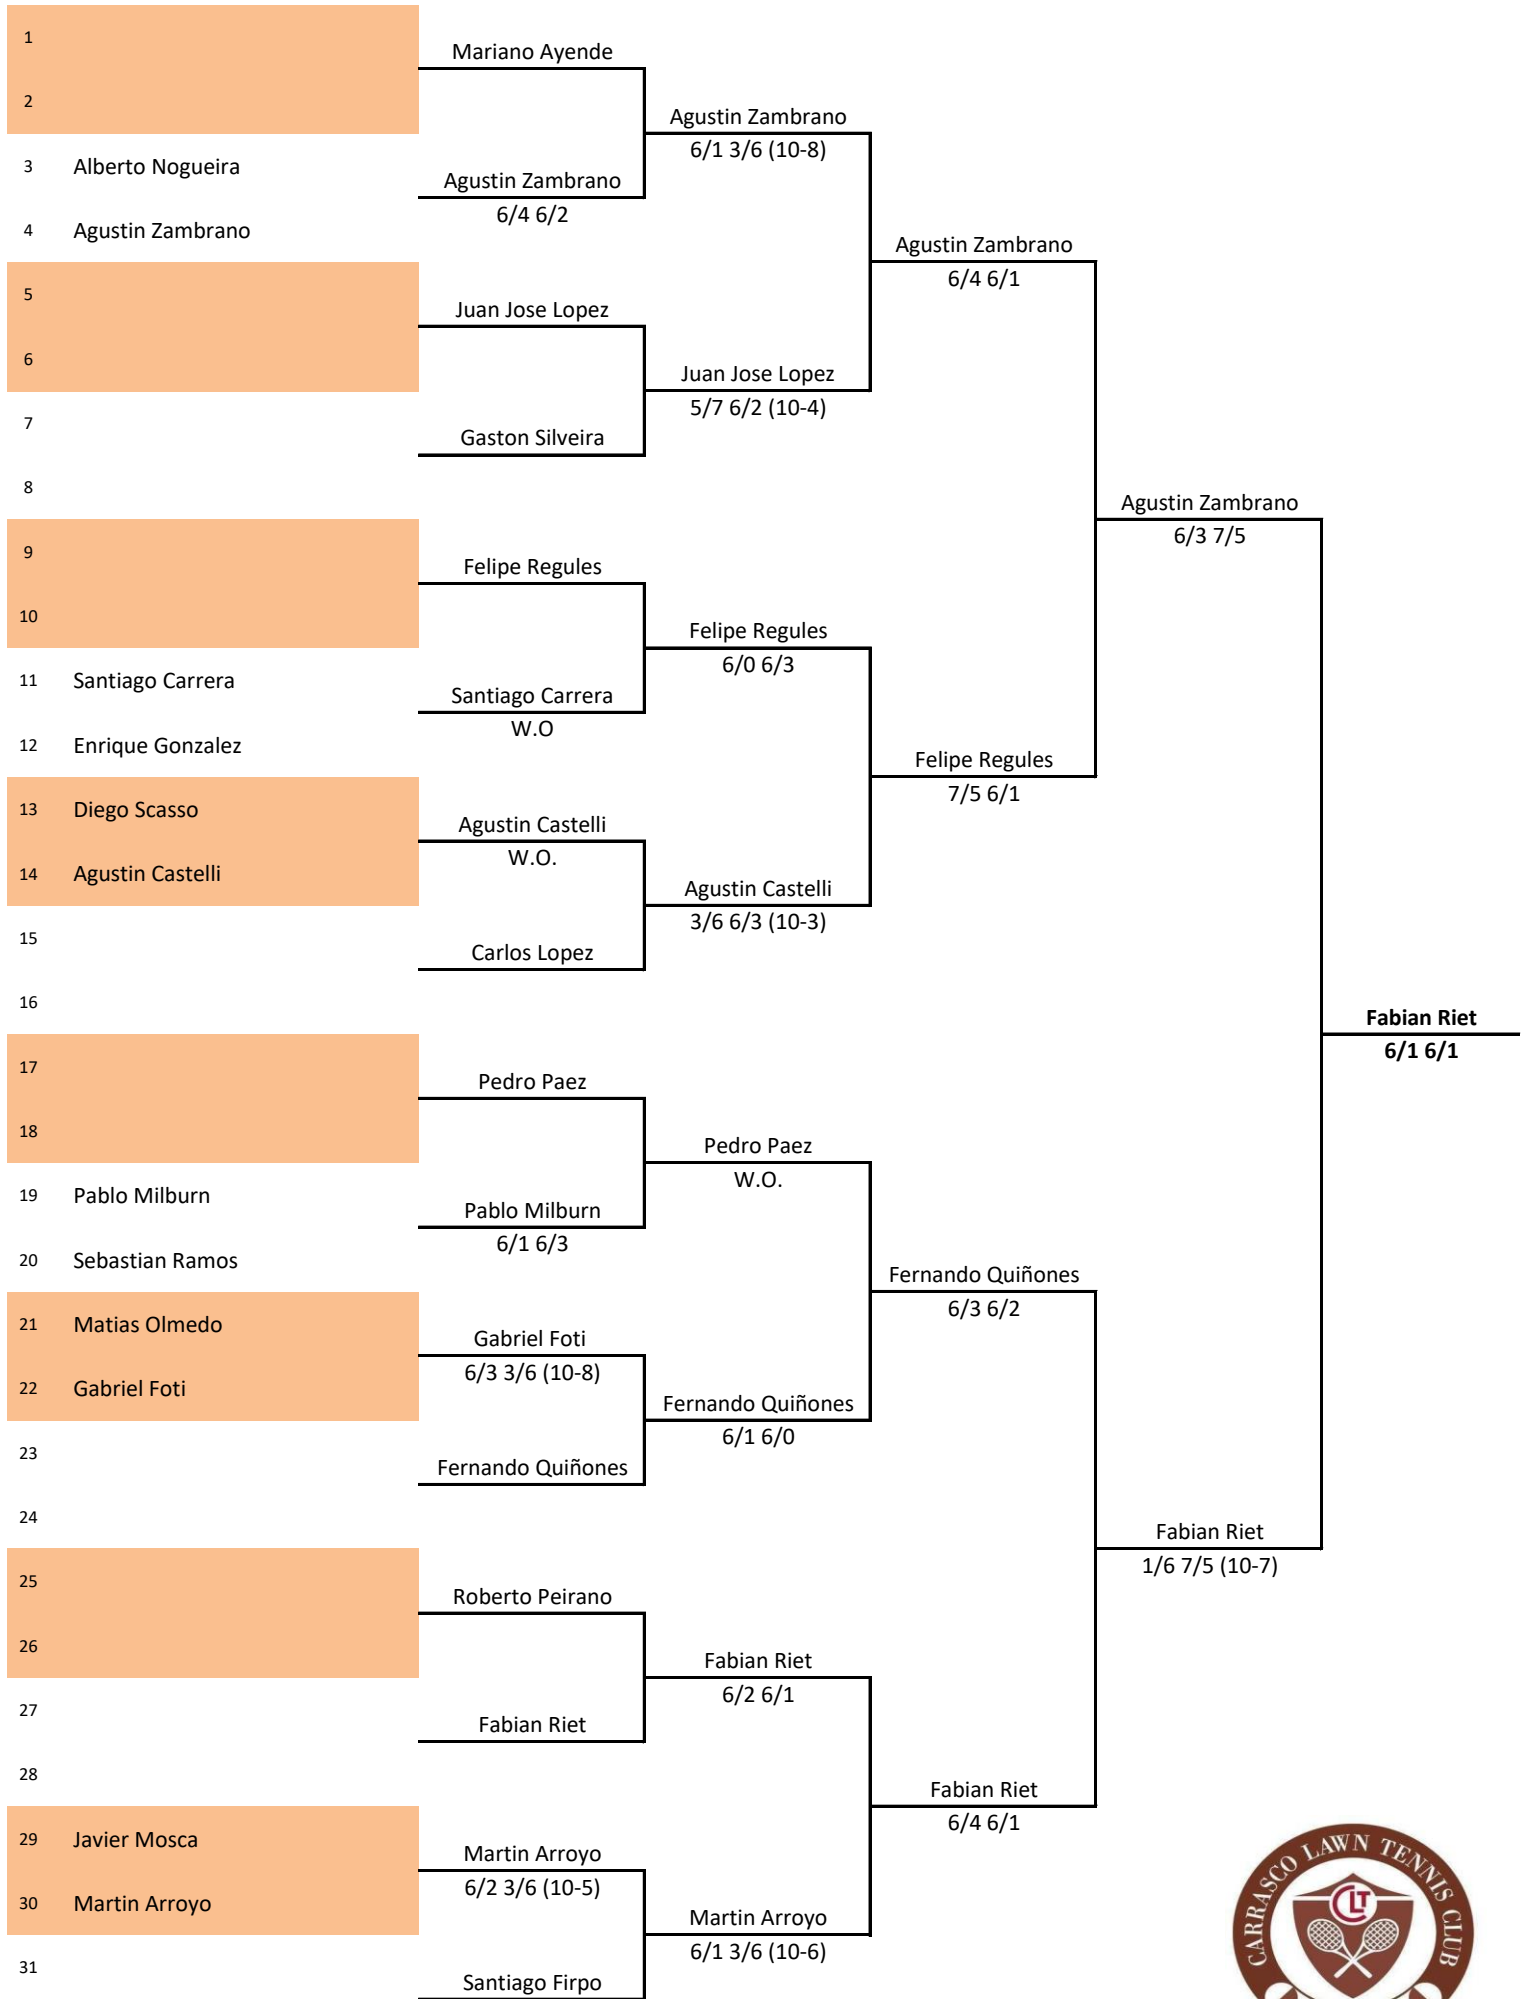 1
Mariano Ayende
2
Agustin Zambrano
6/1 3/6 (10-8)
3 Alberto Nogueira
Agustin Zambrano
6/4 6/2
4 Agustin Zambrano
Agustin Zambrano
6/4 6/1
5
Juan Jose Lopez
6
Juan Jose Lopez
5/7 6/2 (10-4)
7
Gaston Silveira
8
Agustin Zambrano
6/3 7/5
9
Felipe Regules
10
Felipe Regules
6/0 6/3
11 Santiago Carrera
Santiago Carrera
W.O
12 Enrique Gonzalez
Felipe Regules
7/5 6/1
13 Diego Scasso
Agustin Castelli
W.O.
14 Agustin Castelli
Agustin Castelli
3/6 6/3 (10-3)
15
Carlos Lopez
16
Fabian Riet
6/1 6/1
17
Pedro Paez
18
Pedro Paez
W.O.
19 Pablo Milburn
Pablo Milburn
6/1 6/3
20 Sebastian Ramos
Fernando Quiñones
6/3 6/2
21 Matias Olmedo
Gabriel Foti
6/3 3/6 (10-8)
22 Gabriel Foti
Fernando Quiñones
6/1 6/0
23
Fernando Quiñones
24
Fabian Riet
1/6 7/5 (10-7)
25
Roberto Peirano
26
Fabian Riet
6/2 6/1
27
Fabian Riet
28
Fabian Riet
6/4 6/1
29 Javier Mosca
Martin Arroyo
6/2 3/6 (10-5)
30 Martin Arroyo
Martin Arroyo
6/1 3/6 (10-6)
31
Santiago Firpo
CARRASCO LAWN TENNIS CLUB
CLT